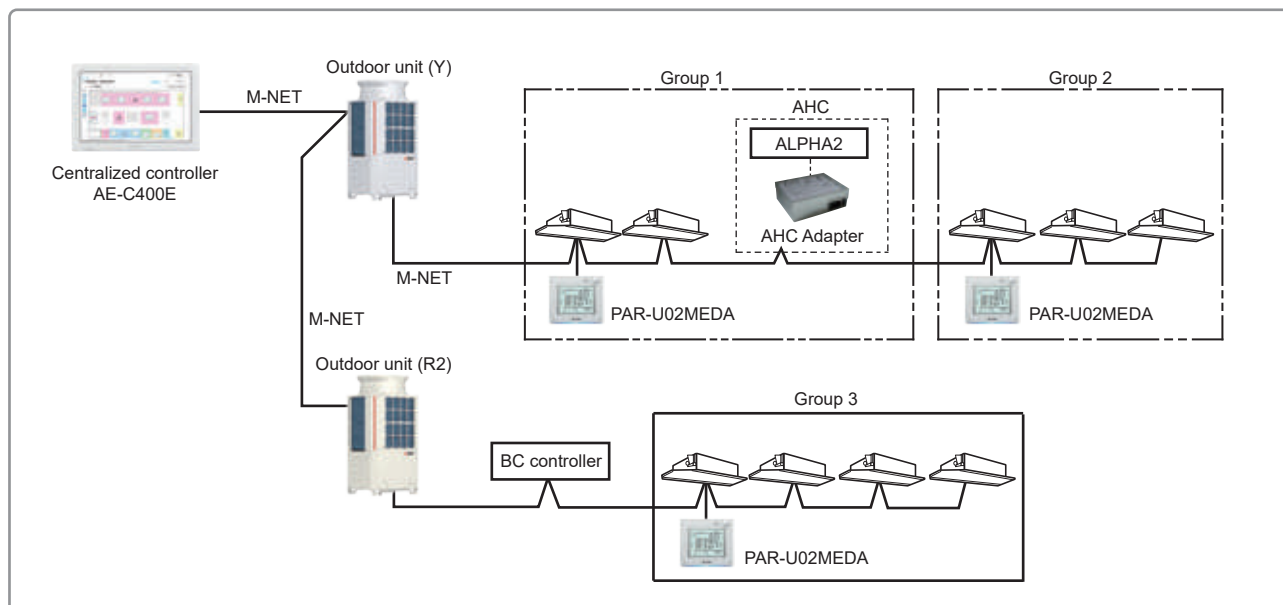 Outdoor unit (Y)
Group 1
Group 2
M-NET
AHC
ALPHA2
Centralized controller
AE-C400E
AHC Adapter
M-NET
PAR-U02MEDA
PAR-U02MEDA
M-NET
Outdoor unit (R2)
Group 3
BC controller
PAR-U02MEDA